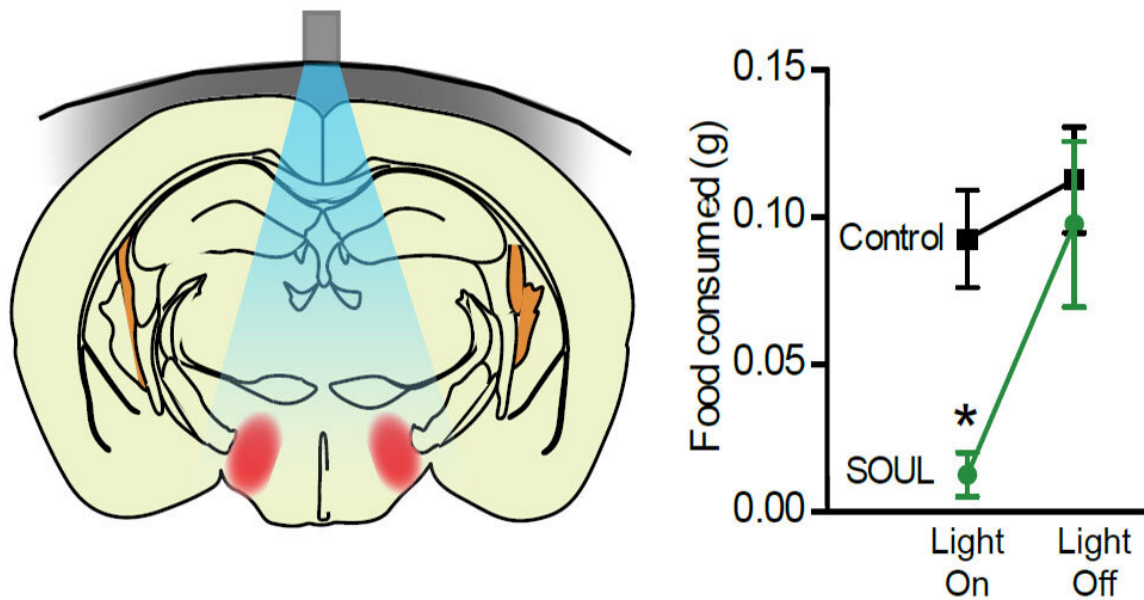 Food consumed (g)
0.15
0.10
0.05
0.00
Control
*
SOUL
Light
On
Light
Off